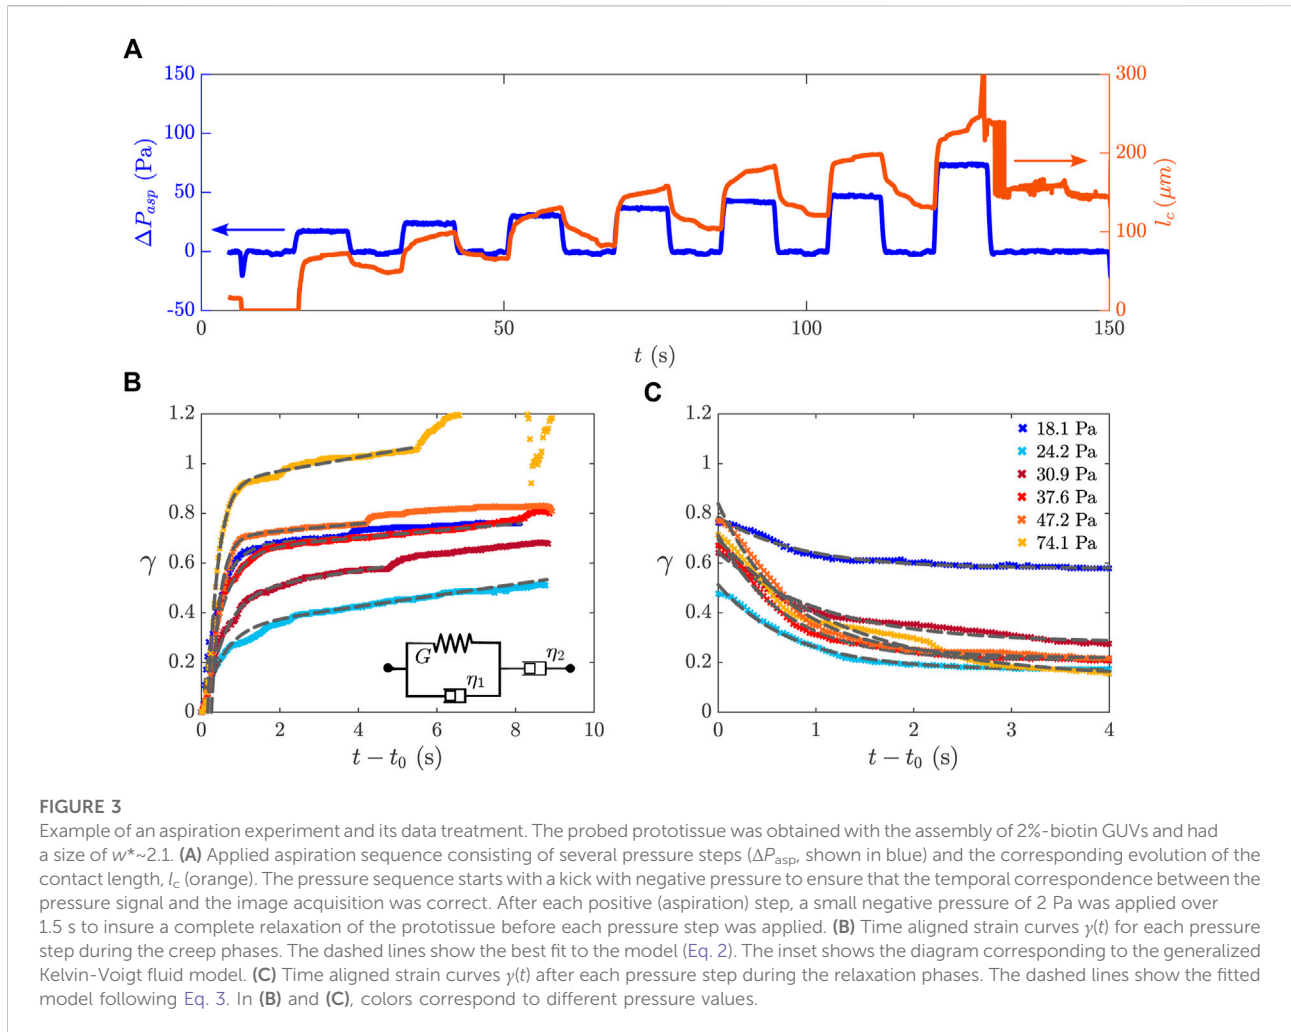 A
150
100
50
0
-50
ΔP_asp (Pa)
300
200
100
0
l_c (μm)
0
50
100
150
t (s)
B
1.2
1
0.8
0.6
0.4
0.2
0
γ
G
η₁
η₂
0
2
4
6
8
10
t − t₀ (s)
C
1.2
1
0.8
0.6
0.4
0.2
0
γ
18.1 Pa
24.2 Pa
30.9 Pa
37.6 Pa
47.2 Pa
74.1 Pa
0
1
2
3
4
t − t₀ (s)
FIGURE 3
Example of an aspiration experiment and its data treatment. The probed prototissue was obtained with the assembly of 2%-biotin GUVs and had
a size of w*~2.1. (A) Applied aspiration sequence consisting of several pressure steps (ΔPasp, shown in blue) and the corresponding evolution of the
contact length, lc (orange). The pressure sequence starts with a kick with negative pressure to ensure that the temporal correspondence between the
pressure signal and the image acquisition was correct. After each positive (aspiration) step, a small negative pressure of 2 Pa was applied over
1.5 s to insure a complete relaxation of the prototissue before each pressure step was applied. (B) Time aligned strain curves γ(t) for each pressure
step during the creep phases. The dashed lines show the best fit to the model (Eq. 2). The inset shows the diagram corresponding to the generalized
Kelvin-Voigt fluid model. (C) Time aligned strain curves γ(t) after each pressure step during the relaxation phases. The dashed lines show the fitted
model following Eq. 3. In (B) and (C), colors correspond to different pressure values.